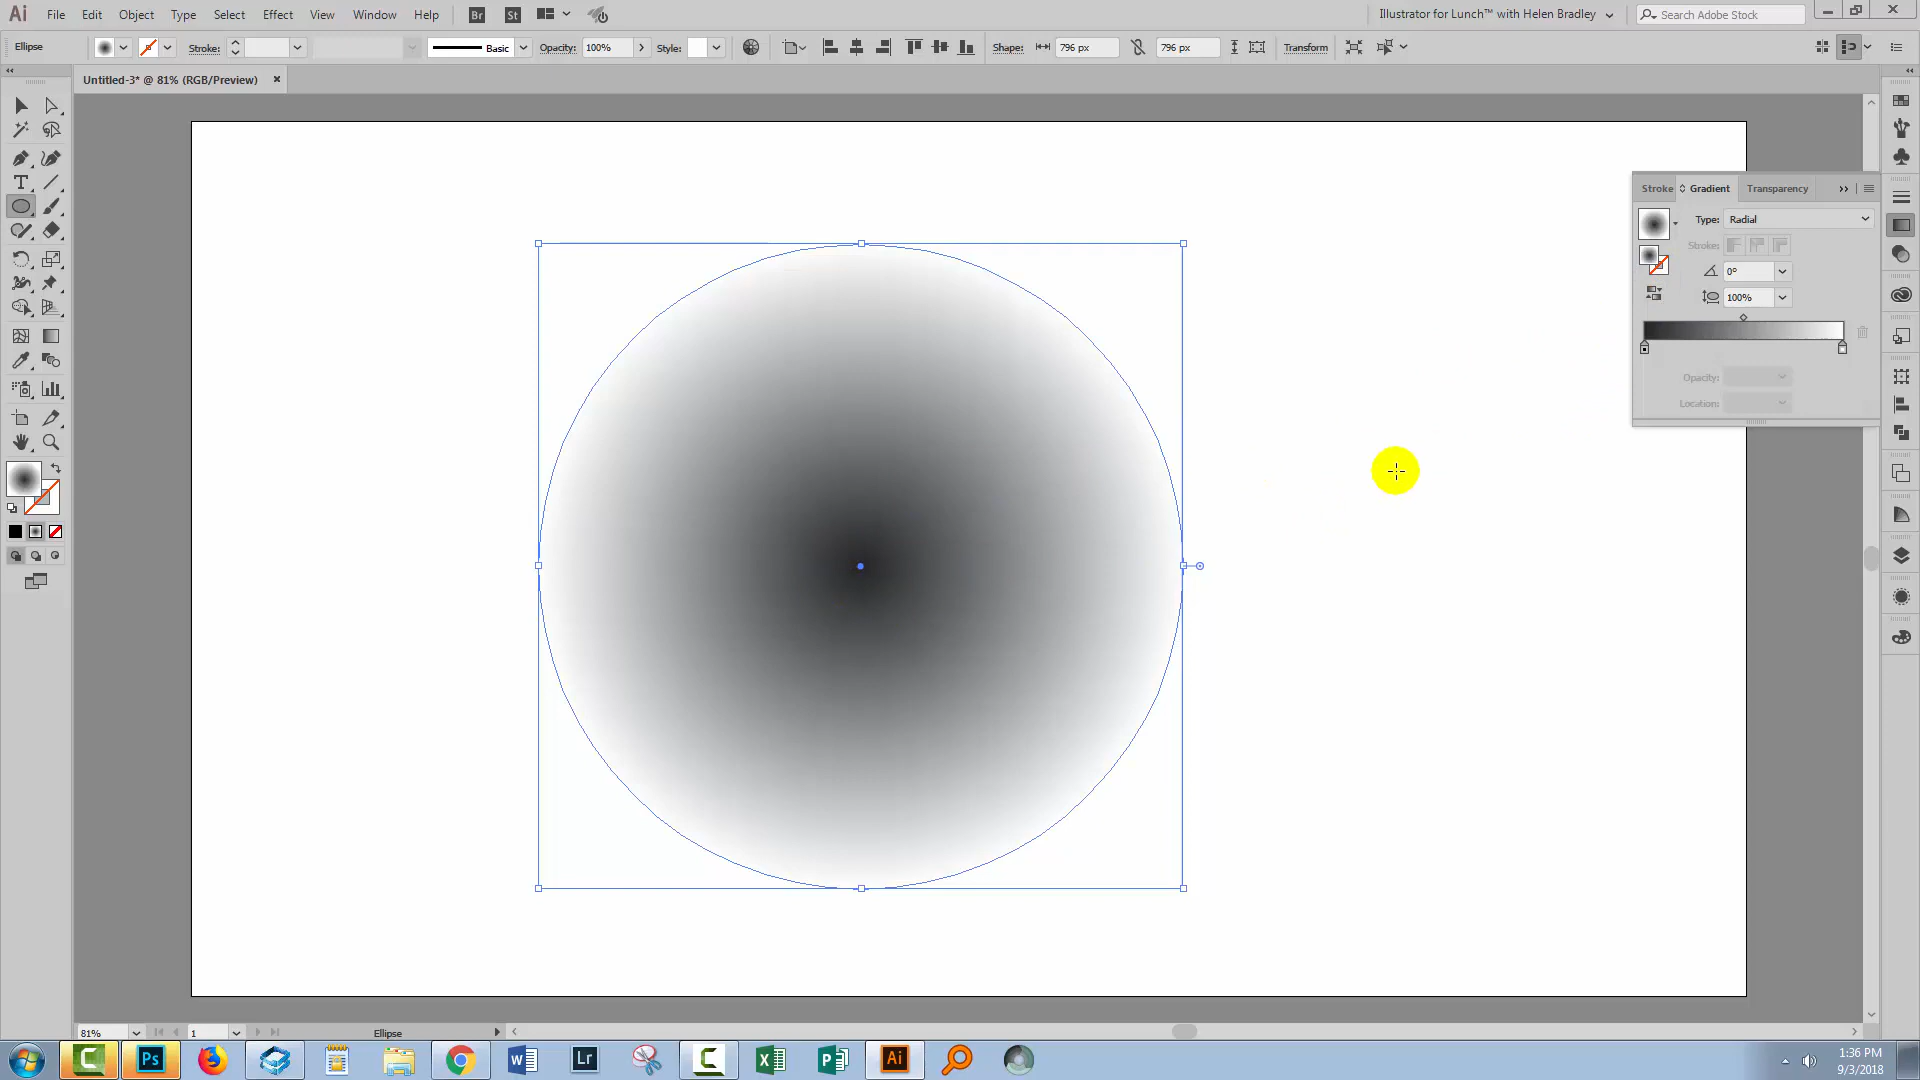 Ai File Edit Object Type Select Effect View Window Help Br St Illustrator for Lunch™ with Helen Bradley Search Adobe Stock
Ellipse Stroke: Basic Opacity: 100% Style: Shape: 796 px 796 px Transform
Untitled-3* @ 81% (RGB/Preview)
Stroke Gradient Transparency
Type: Radial
Stroke:
0°
100%
Opacity:
Location:
81% 1 Ellipse
Ps W Lr X P Ai
1:36 PM
9/3/2018